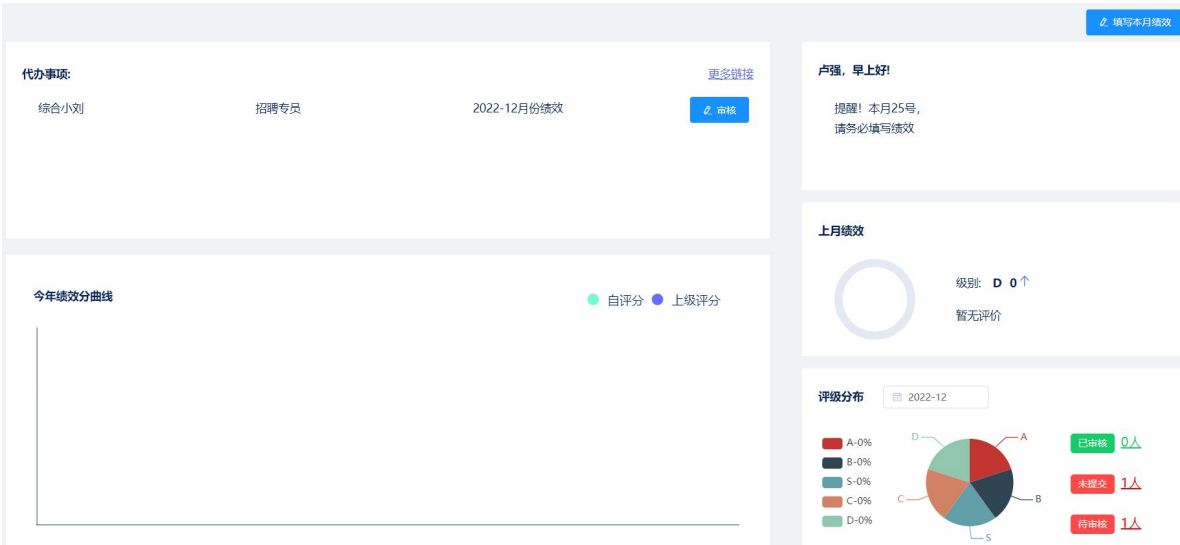 填写本月绩效
代办事项:
更多链接
综合小刘 招聘专员 2022-12月份绩效 审核
卢强，早上好!
提醒！本月25号，
请务必填写绩效
上月绩效
级别: D 0↑
暂无评价
今年绩效分曲线
自评分 上级评分
评级分布 2022-12
A-0%
B-0%
S-0%
C-0%
D-0%
D A
C B
S
已审核 0人
未提交 1人
待审核 1人